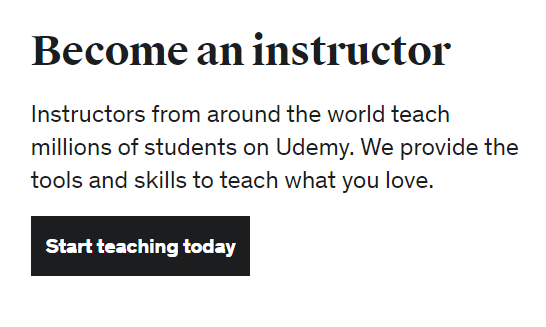 Become an instructor
Instructors from around the world teach
millions of students on Udemy. We provide the
tools and skills to teach what you love.
Start teaching today